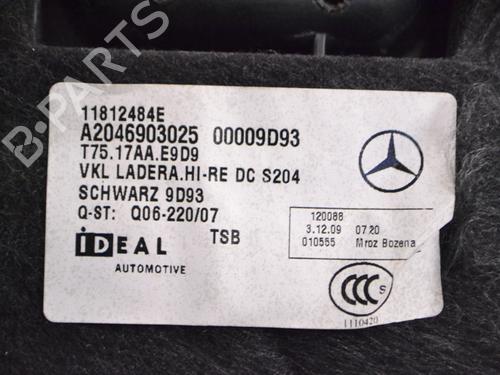 B-PARTS
11812484E
A2046903025 00009D93
T75.17AA.E9D9
VKL LADERA.HI-RE DC S204
SCHWARZ 9D93
Q-ST: Q06-220/07
iDEAL TSB
AUTOMOTIVE
120088
3.12.09 07:20
010555 Mroz Bozena
CCC S
1110420